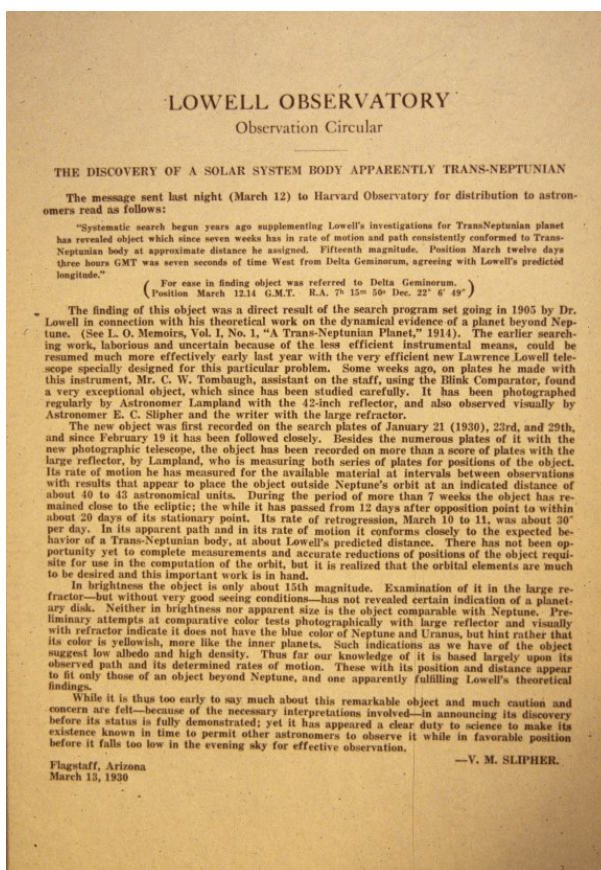 LOWELL OBSERVATORY
Observation Circular
THE DISCOVERY OF A SOLAR SYSTEM BODY APPARENTLY TRANS-NEPTUNIAN
The message sent last night (March 12) to Harvard Observatory for distribution to astron-
omers read as follows:
"Systematic search begun years ago supplementing Lowell's investigations for TransNeptunian planet
has revealed object which since seven weeks has in rate of motion and path consistently conformed to Trans-
Neptunian body at approximate distance he assigned. Fifteenth magnitude. Position March twelve days
three hours GMT was seven seconds of time West from Delta Geminorum, agreeing with Lowell's predicted
longitude."
( For ease in finding object was referred to Delta Geminorum.
Position March 12.14 G.M.T. R.A. 7h 15m 50s Dec. 22° 6′ 49″ )
The finding of this object was a direct result of the search program set going in 1905 by Dr.
Lowell in connection with his theoretical work on the dynamical evidence of a planet beyond Nep-
tune. (See L. O. Memoirs, Vol. I, No. 1, "A Trans-Neptunian Planet," 1914). The earlier search-
ing work, laborious and uncertain because of the less efficient instrumental means, could be
resumed much more effectively early last year with the very efficient new Lawrence Lowell tele-
scope specially designed for this particular problem. Some weeks ago, on plates he made with
this instrument, Mr. C. W. Tombaugh, assistant on the staff, using the Blink Comparator, found
a very exceptional object, which since has been studied carefully. It has been photographed
regularly by Astronomer Lampland with the 42-inch reflector, and also observed visually by
Astronomer E. C. Slipher and the writer with the large refractor.
The new object was first recorded on the search plates of January 21 (1930), 23rd, and 29th,
and since February 19 it has been followed closely. Besides the numerous plates of it with the
new photographic telescope, the object has been recorded on more than a score of plates with the
large reflector, by Lampland, who is measuring both series of plates for positions of the object.
Its rate of motion he has measured for the available material at intervals between observations
with results that appear to place the object outside Neptune's orbit at an indicated distance of
about 40 to 43 astronomical units. During the period of more than 7 weeks the object has re-
mained close to the ecliptic; the while it has passed from 12 days after opposition point to within
about 20 days of its stationary point. Its rate of retrogression, March 10 to 11, was about 30″
per day. In its apparent path and in its rate of motion it conforms closely to the expected be-
havior of a Trans-Neptunian body, at about Lowell's predicted distance. There has not been op-
portunity yet to complete measurements and accurate reductions of positions of the object requi-
site for use in the computation of the orbit, but it is realized that the orbital elements are much
to be desired and this important work is in hand.
In brightness the object is only about 15th magnitude. Examination of it in the large re-
fractor—but without very good seeing conditions—has not revealed certain indication of a planet-
ary disk. Neither in brightness nor apparent size is the object comparable with Neptune. Pre-
liminary attempts at comparative color tests photographically with large reflector and visually
with refractor indicate it does not have the blue color of Neptune and Uranus, but hint rather that
its color is yellowish, more like the inner planets. Such indications as we have of the object
suggest low albedo and high density. Thus far our knowledge of it is based largely upon its
observed path and its determined rates of motion. These with its position and distance appear
to fit only those of an object beyond Neptune, and one apparently fulfilling Lowell's theoretical
findings.
While it is thus too early to say much about this remarkable object and much caution and
concern are felt—because of the necessary interpretations involved—in announcing its discovery
before its status is fully demonstrated; yet it has appeared a clear duty to science to make its
existence known in time to permit other astronomers to observe it while in favorable position
before it falls too low in the evening sky for effective observation.
—V. M. SLIPHER.
Flagstaff, Arizona
March 13, 1930